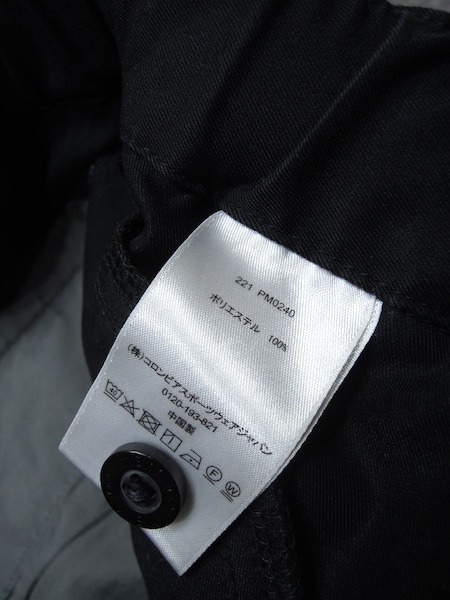 221 PM0240
ポリエステル 100%
(株)コロンビアスポーツウェアジャパン
0120-193-821
中国製
40
F W